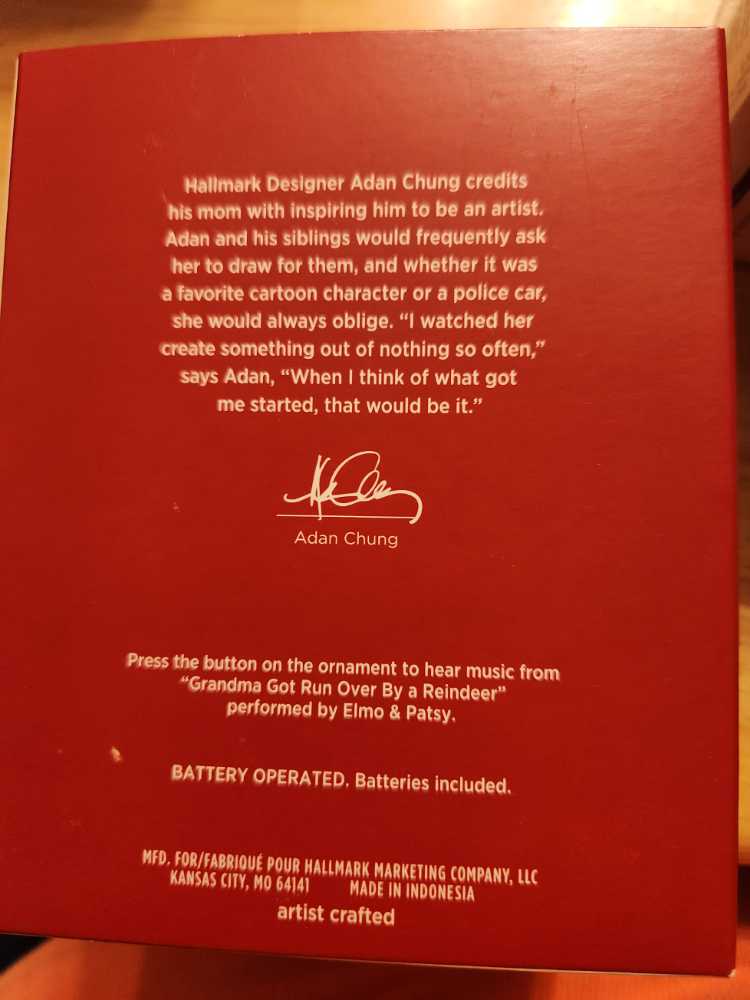 Hallmark Designer Adan Chung credits
his mom with inspiring him to be an artist.
Adan and his siblings would frequently ask
her to draw for them, and whether it was
a favorite cartoon character or a police car,
she would always oblige. “I watched her
create something out of nothing so often,”
says Adan, “When I think of what got
me started, that would be it.”
Adan Chung
Press the button on the ornament to hear music from
“Grandma Got Run Over By a Reindeer”
performed by Elmo & Patsy.
BATTERY OPERATED. Batteries included.
MFD. FOR/FABRIQUÉ POUR HALLMARK MARKETING COMPANY, LLC
KANSAS CITY, MO 64141 MADE IN INDONESIA
artist crafted